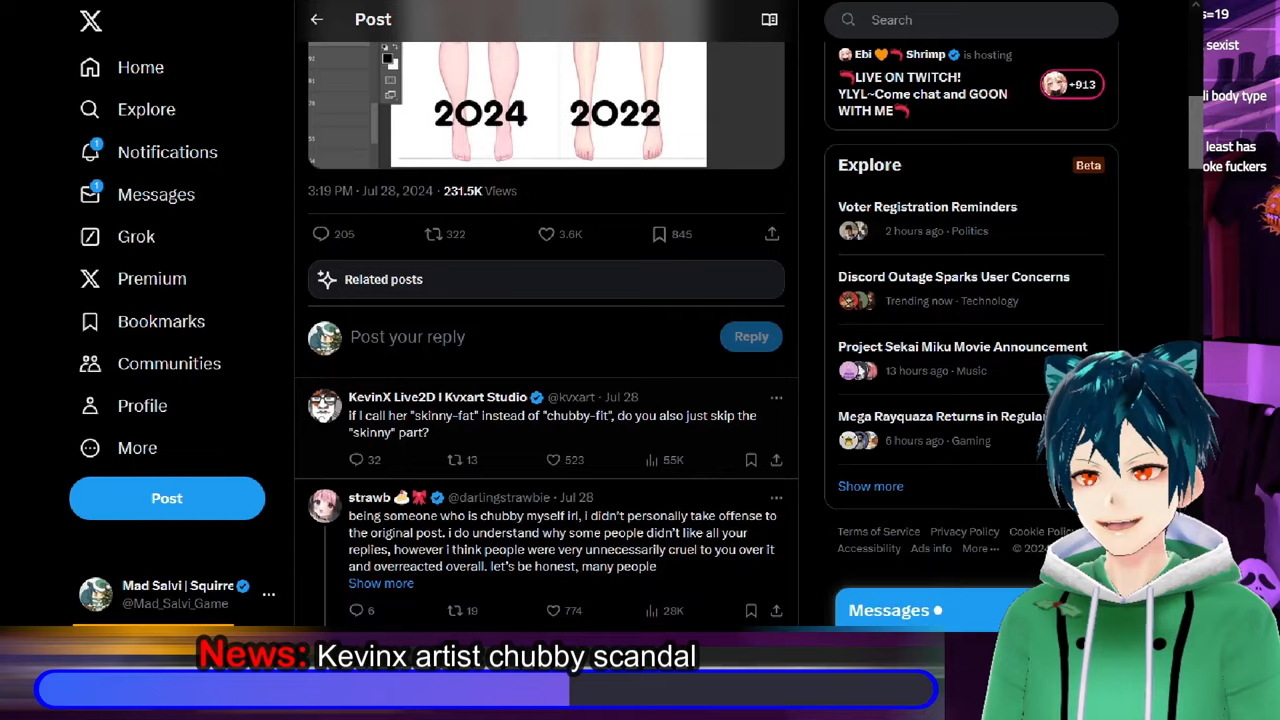 Home
Explore
1
Notifications
1
Messages
Grok
Premium
Bookmarks
Communities
Profile
More
Post
Mad Salvi | Squirre
@Mad_Salvi_Game
Post
2024 2022
3:19 PM · Jul 28, 2024 · 231.5K Views
205 322 3.6K 845
Related posts
Post your reply
Reply
KevinX Live2D I Kvxart Studio @kvxart · Jul 28
if I call her "skinny-fat" instead of "chubby-fit", do you also just skip the
"skinny" part?
32 13 523 55K
strawb @darlingstrawbie · Jul 28
being someone who is chubby myself irl, i didn't personally take offense to
the original post. i do understand why some people didn't like all your
replies, however i think people were very unnecessarily cruel to you over it
and overreacted overall. let's be honest, many people
Show more
6 19 774 28K
Search
Ebi Shrimp is hosting
LIVE ON TWITCH!
YLYL~Come chat and GOON
WITH ME
+913
Explore
Beta
Voter Registration Reminders
2 hours ago · Politics
Discord Outage Sparks User Concerns
Trending now · Technology
Project Sekai Miku Movie Announcement
13 hours ago · Music
Mega Rayquaza Returns in Regula
6 hours ago · Gaming
Show more
Terms of Service Privacy Policy Cookie Poli
Accessibility Ads info More ··· © 202
Messages
s=19
sexist
li body type
least has
oke fuckers
News: Kevinx artist chubby scandal